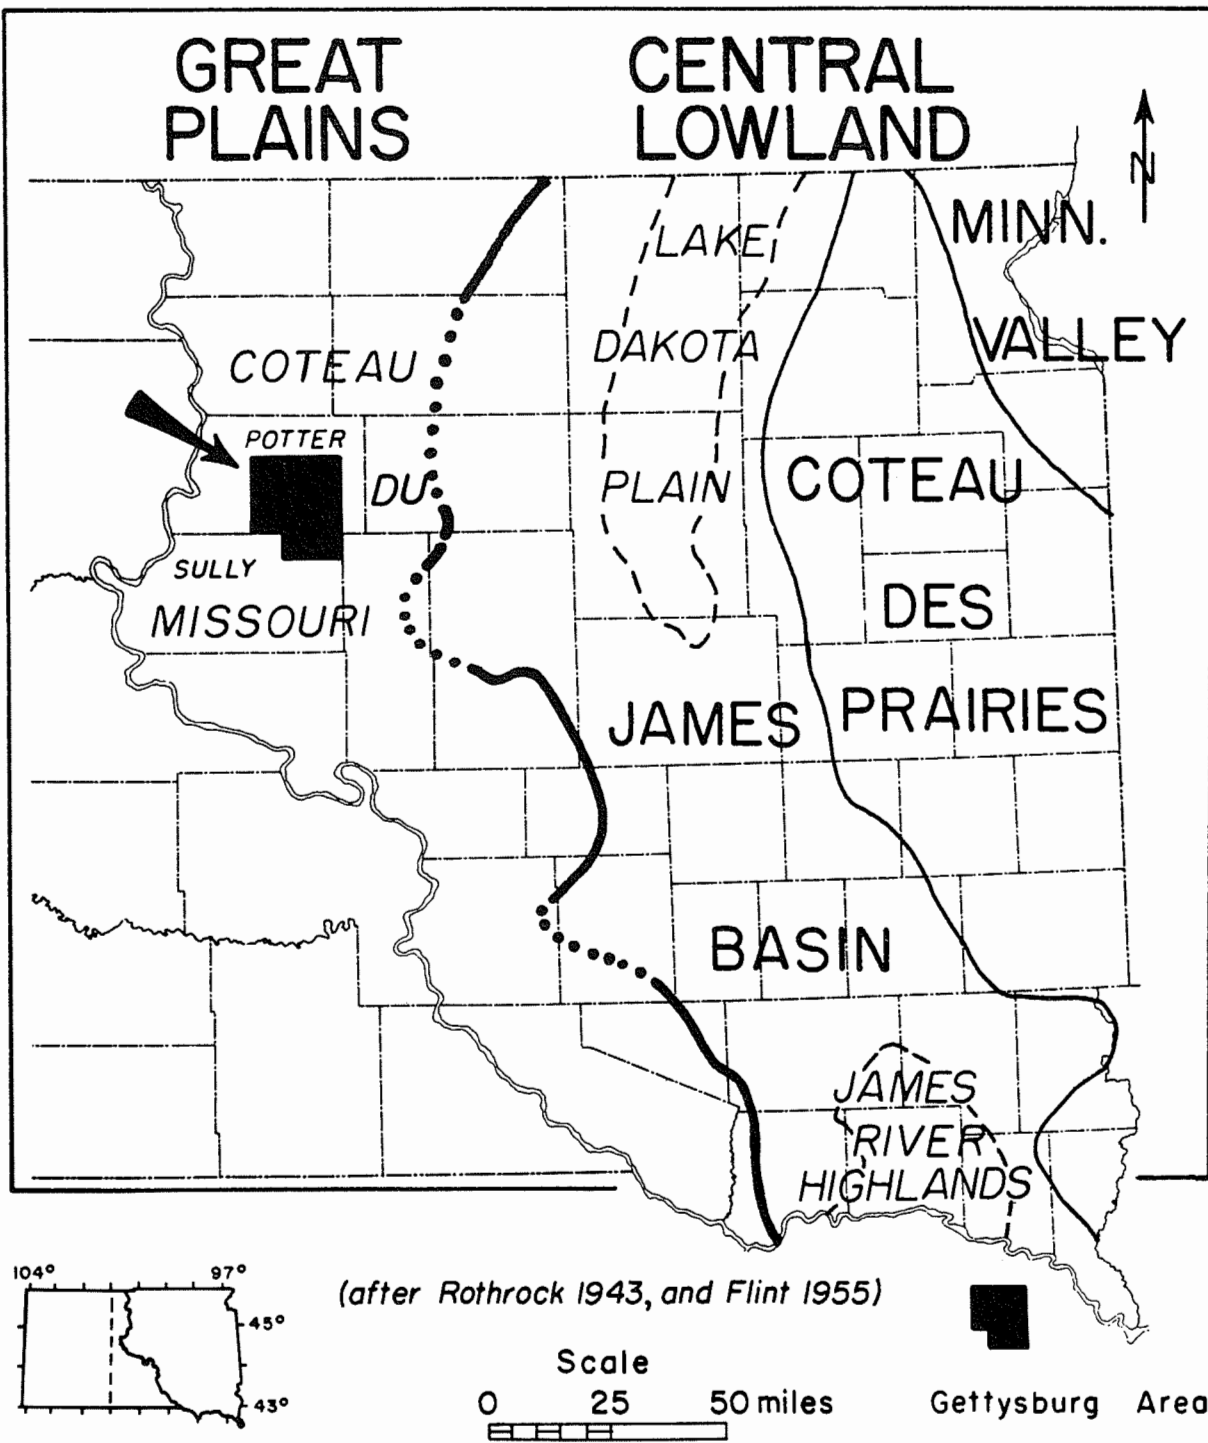 GREAT
PLAINS
CENTRAL
LOWLAND
N
MINN.
VALLEY
LAKE
DAKOTA
PLAIN
COTEAU
DU
MISSOURI
POTTER
SULLY
COTEAU
DES
PRAIRIES
JAMES
BASIN
JAMES
RIVER
HIGHLANDS
104° 97°
45°
43°
(after Rothrock 1943, and Flint 1955)
Scale
0 25 50 miles
Gettysburg Area